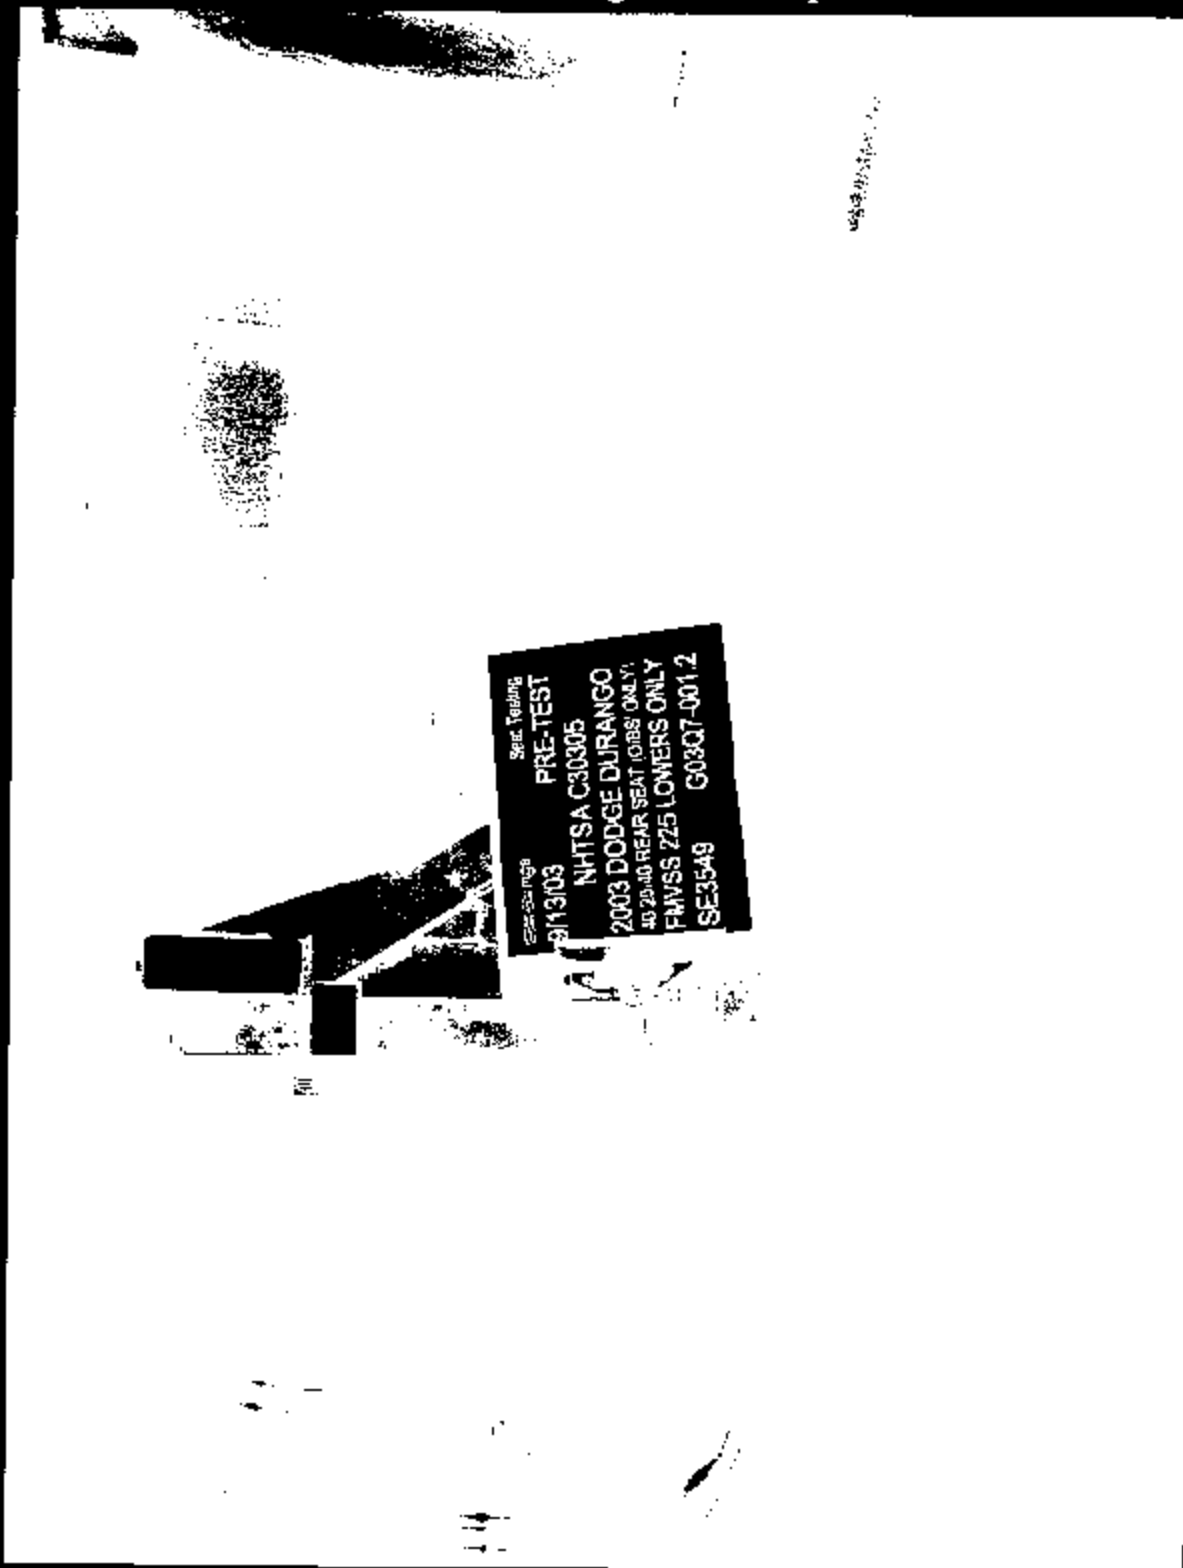 Seat Testing
9/13/03 PRE-TEST
NHTSA C30305
2003 DODGE DURANGO
40 20 40 REAR SEAT (O/BS/ ONLY)
FMVSS 225 LOWERS ONLY
SE3549 G03Q7-001.2